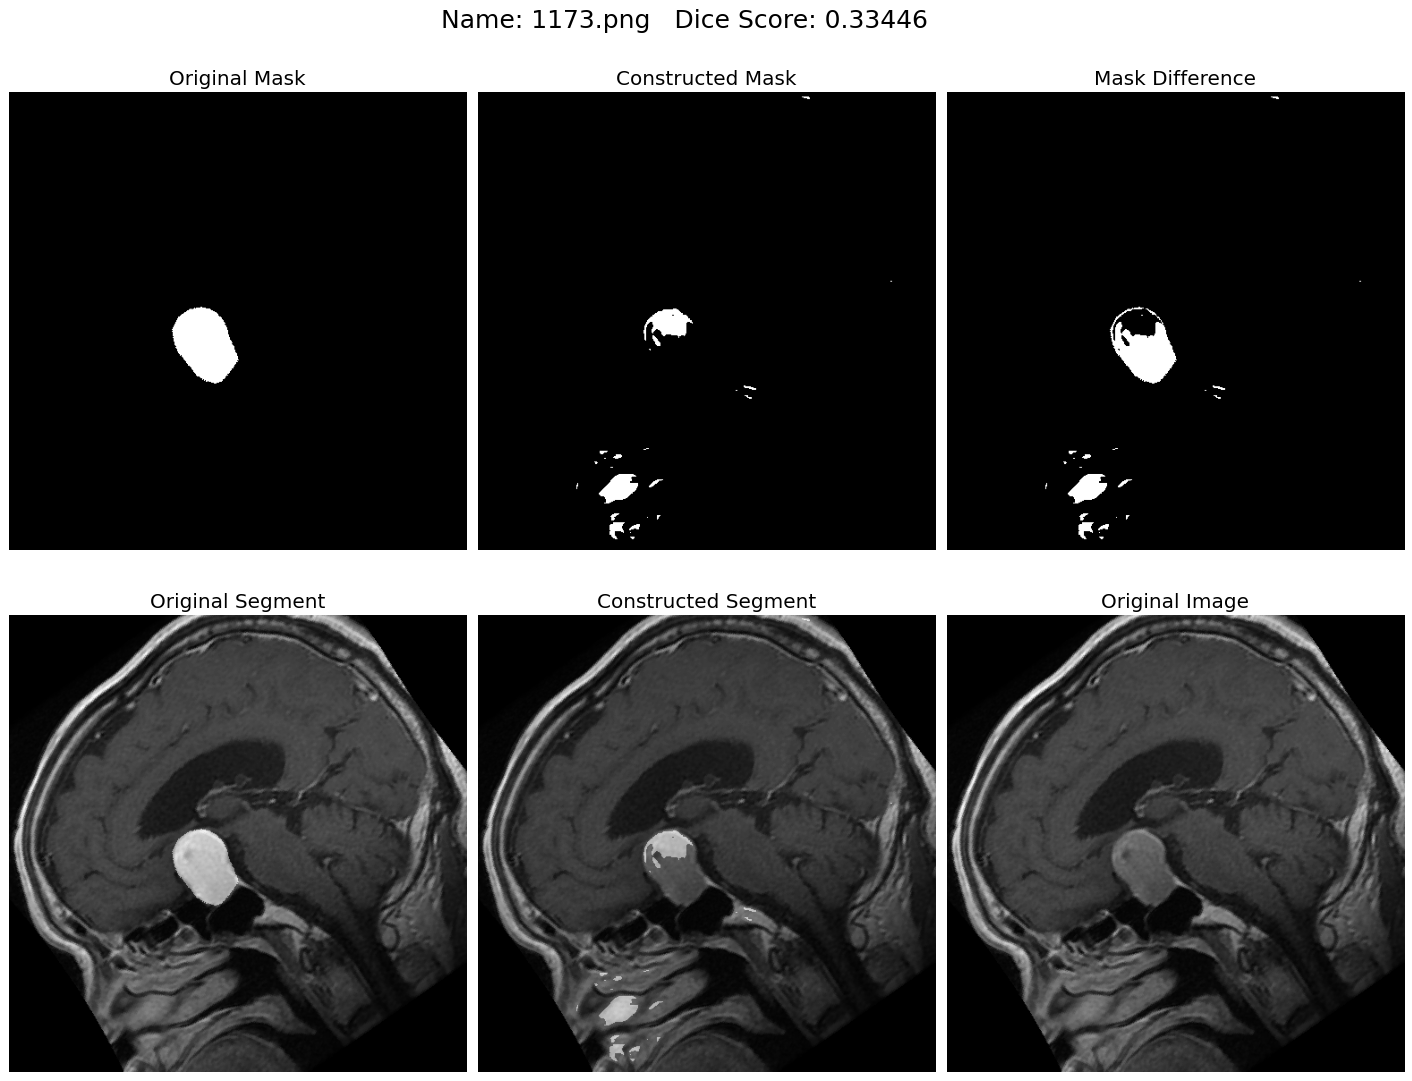 Name: 1173.png   Dice Score: 0.33446
Original Mask
Constructed Mask
Mask Difference
Original Segment
Constructed Segment
Original Image